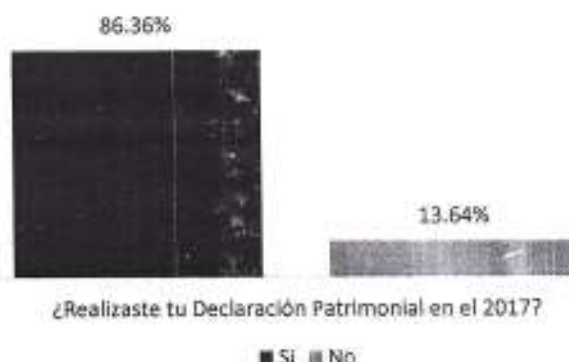 86.36%
13.64%
¿Realizaste tu Declaración Patrimonial en el 2017?
Si No